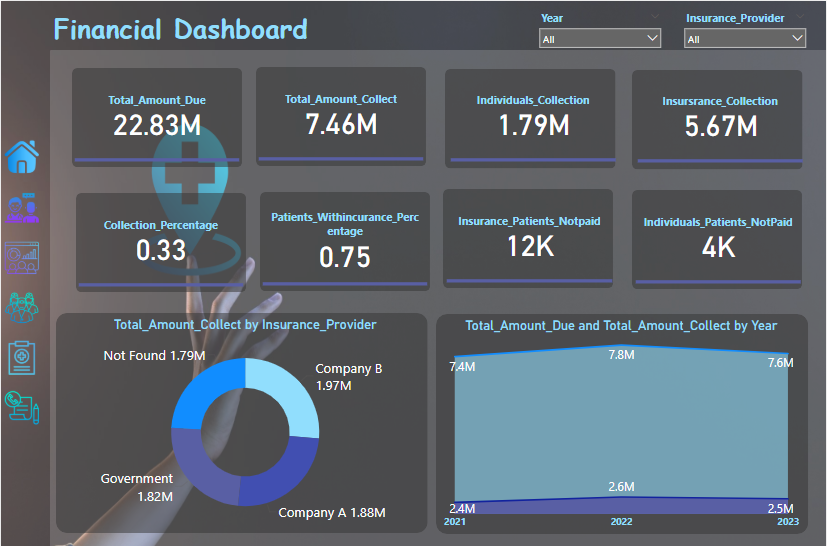 Financial Dashboard
Year
All
Insurance_Provider
All
Total_Amount_Due
22.83M
Total_Amount_Collect
7.46M
Individuals_Collection
1.79M
Insursrance_Collection
5.67M
Collection_Percentage
0.33
Patients_Withincurance_Perc
entage
0.75
Insurance_Patients_Notpaid
12K
Individuals_Patients_NotPaid
4K
Total_Amount_Collect by Insurance_Provider
Not Found 1.79M
Company B
1.97M
Government
1.82M
Company A 1.88M
Total_Amount_Due and Total_Amount_Collect by Year
7.4M
7.8M
7.6M
2.4M
2.6M
2.5M
2021
2022
2023